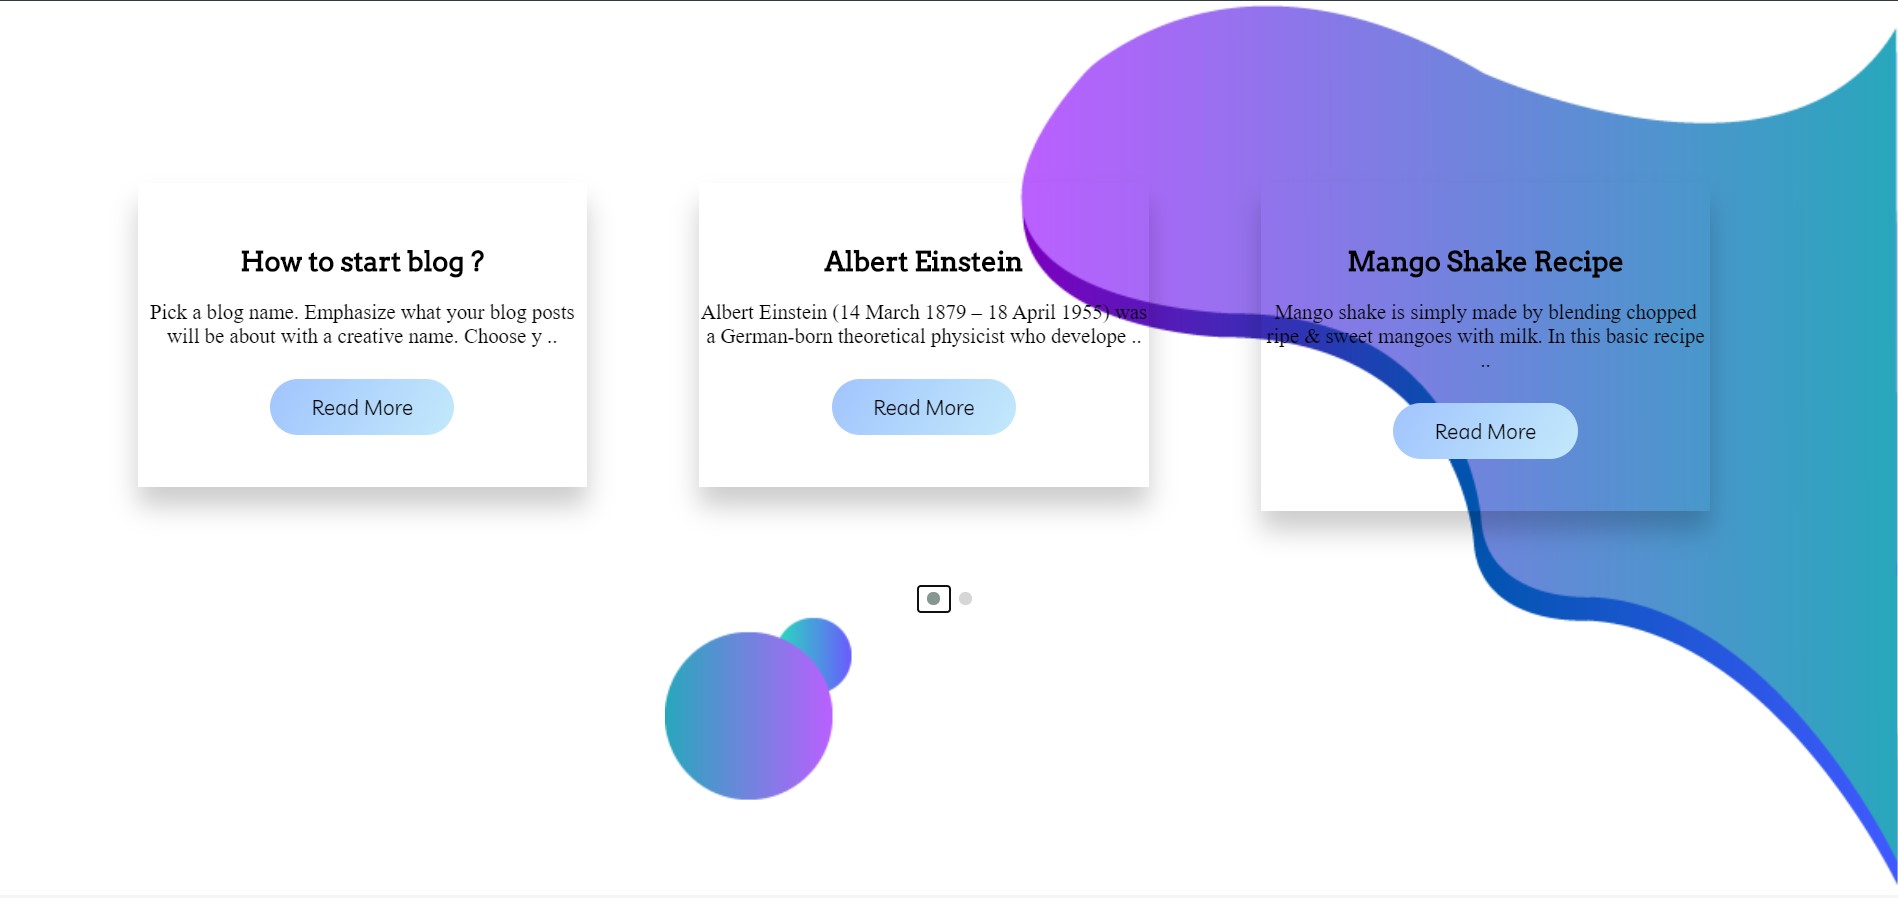 How to start blog ?
Pick a blog name. Emphasize what your blog posts
will be about with a creative name. Choose y ..
Read More
Albert Einstein
Albert Einstein (14 March 1879 – 18 April 1955) was
a German-born theoretical physicist who develope ..
Read More
Mango Shake Recipe
Mango shake is simply made by blending chopped
ripe & sweet mangoes with milk. In this basic recipe
..
Read More